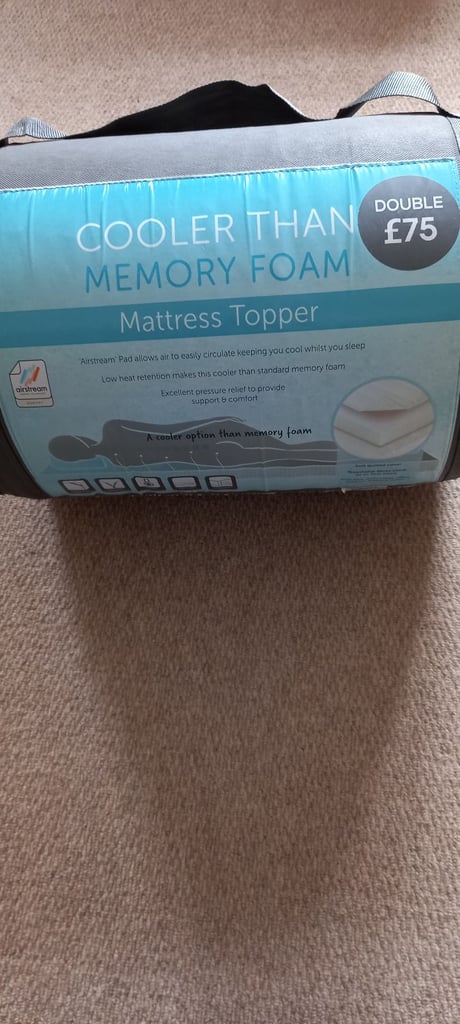 COOLER THAN
MEMORY FOAM
DOUBLE
£75
Mattress Topper
'Airstream' Pad allows air to easily circulate keeping you cool whilst you sleep
Low heat retention makes this cooler than standard memory foam
Excellent pressure relief to provide
support & comfort
airstream
A cooler option than memory foam